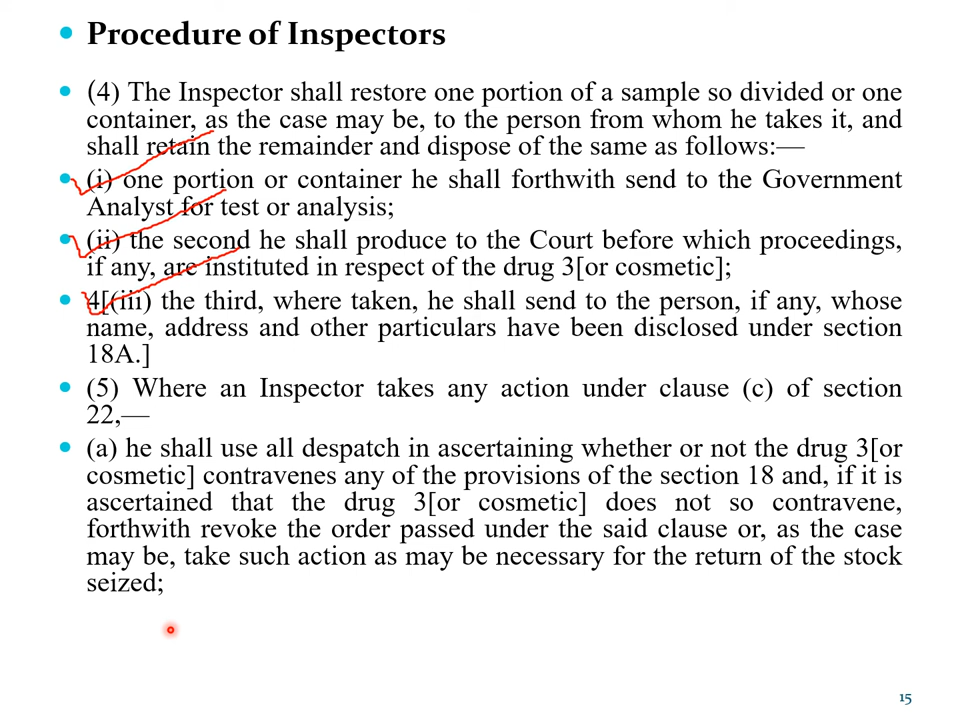 Procedure of Inspectors
(4) The Inspector shall restore one portion of a sample so divided or one
container, as the case may be, to the person from whom he takes it, and
shall retain the remainder and dispose of the same as follows:—
(i) one portion or container he shall forthwith send to the Government
Analyst for test or analysis;
(ii) the second he shall produce to the Court before which proceedings,
if any, are instituted in respect of the drug 3[or cosmetic];
4[(iii) the third, where taken, he shall send to the person, if any, whose
name, address and other particulars have been disclosed under section
18A.]
(5) Where an Inspector takes any action under clause (c) of section
22,—
(a) he shall use all despatch in ascertaining whether or not the drug 3[or
cosmetic] contravenes any of the provisions of the section 18 and, if it is
ascertained that the drug 3[or cosmetic] does not so contravene,
forthwith revoke the order passed under the said clause or, as the case
may be, take such action as may be necessary for the return of the stock
seized;
15